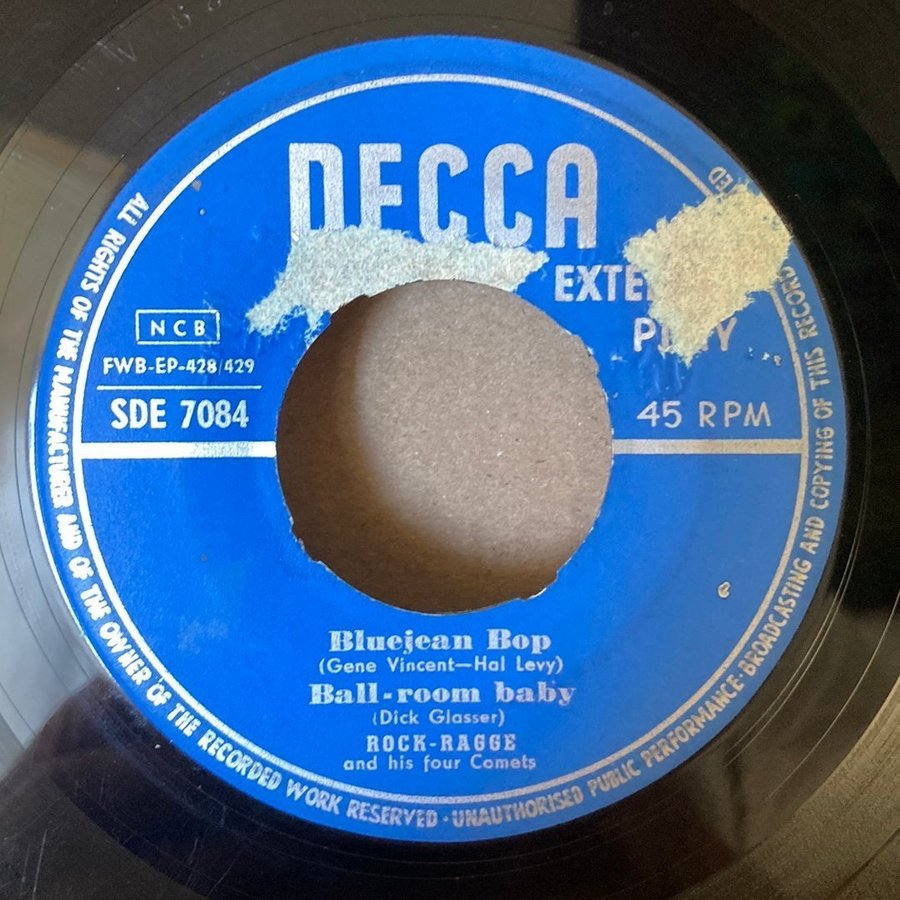 DECCA
EXTE
P Y
NCB
FWB-EP-428/429
SDE 7084
45 RPM
Bluejean Bop
(Gene Vincent—Hal Levy)
Ball-room baby
(Dick Glasser)
ROCK-RAGGE
and his four Comets
ALL RIGHTS OF THE MANUFACTURER AND OF THE OWNER OF THE RECORDED WORK RESERVED · UNAUTHORISED PUBLIC PERFORMANCE · BROADCASTING AND COPYING OF THIS RECORD ED